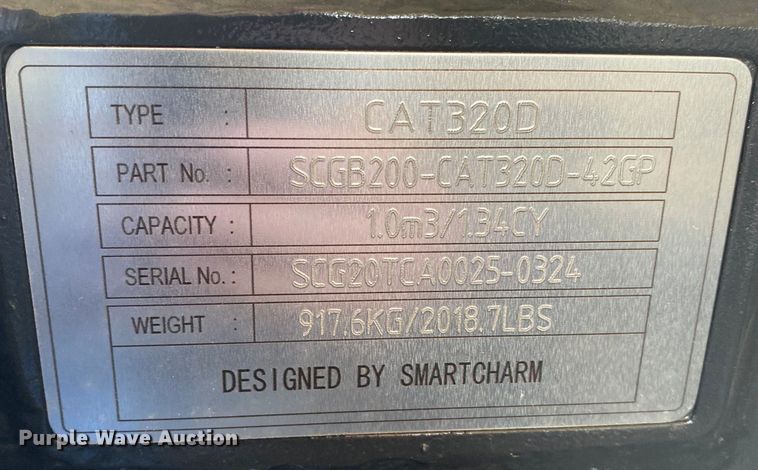 TYPE : CAT320D
PART No. : SCGB200-CAT320D-42GP
CAPACITY : 1.0m3/1.34CY
SERIAL No. : SCG20TCA0025-0324
WEIGHT : 917.6KG/2018.7LBS
DESIGNED BY SMARTCHARM
Purple Wave Auction